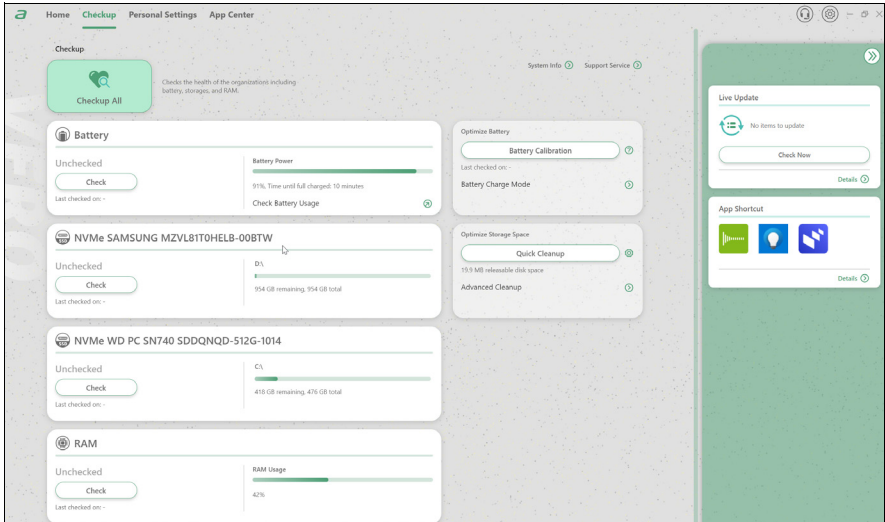 a Home Checkup Personal Settings App Center
Checkup
Checkup All
Checks the health of the organizations including
battery, storages, and RAM.
System Info Support Service
Battery
Unchecked
Check
Last checked on: -
Battery Power
91%, Time until full charged: 10 minutes
Check Battery Usage
Optimize Battery
Battery Calibration
Last checked on: -
Battery Charge Mode
NVMe SAMSUNG MZVL81T0HELB-00BTW
Unchecked
Check
Last checked on: -
D:\
954 GB remaining, 954 GB total
Optimize Storage Space
Quick Cleanup
19.9 MB releasable disk space
Advanced Cleanup
NVMe WD PC SN740 SDDQNQD-512G-1014
Unchecked
Check
Last checked on: -
C:\
418 GB remaining, 476 GB total
RAM
Unchecked
Check
Last checked on: -
RAM Usage
42%
Live Update
No items to update
Check Now
Details
App Shortcut
Details